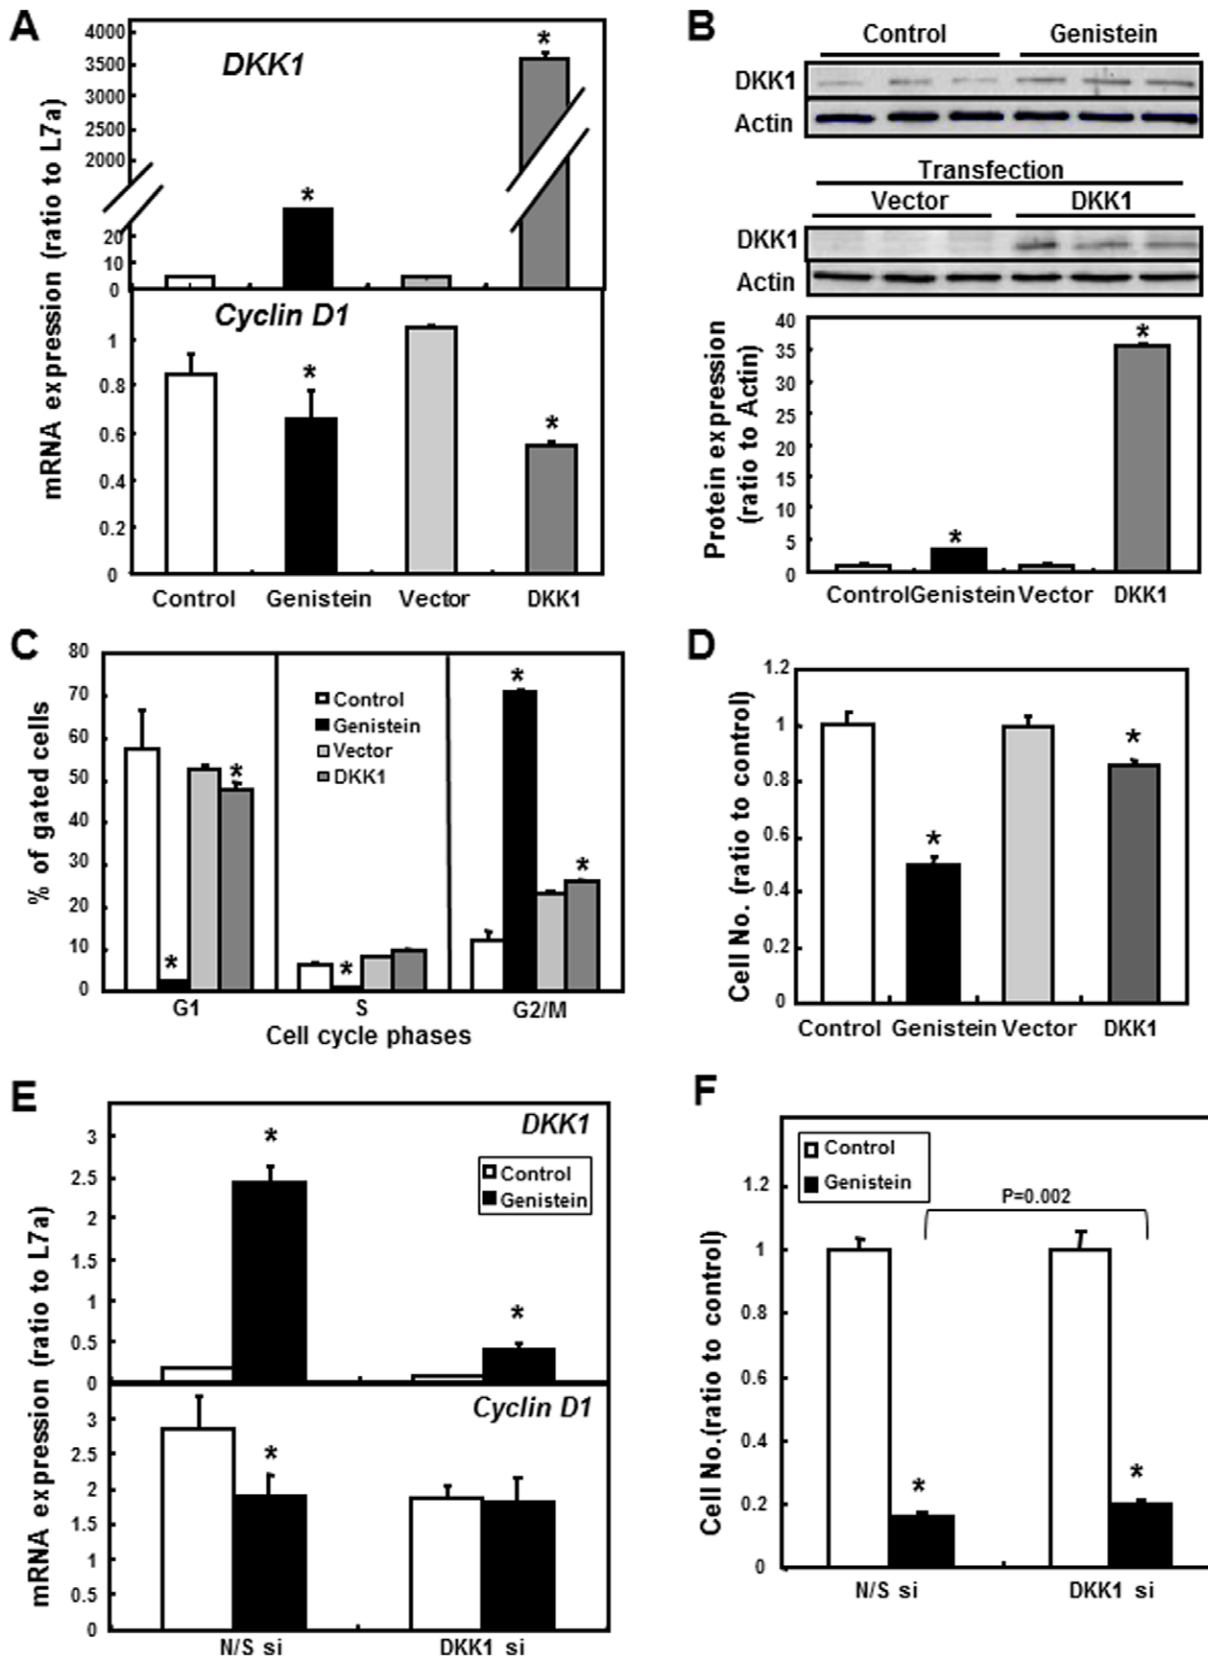 A
DKK1
mRNA expression (ratio to L7a)
4000
3500
3000
2500
2000
20
10
0
*
*
Cyclin D1
1
0.8
0.6
0.4
0.2
0
*
*
Control Genistein Vector DKK1
B
Control Genistein
DKK1
Actin
Transfection
Vector DKK1
DKK1
Actin
Protein expression
(ratio to Actin)
40
35
30
25
20
15
10
5
0
*
*
Control Genistein Vector DKK1
C
% of gated cells
80
70
60
50
40
30
20
10
0
Control
Genistein
Vector
DKK1
*
*
*
*
*
G1 S G2/M
Cell cycle phases
D
Cell No. (ratio to control)
1.2
1
0.8
0.6
0.4
0.2
0
*
*
Control Genistein Vector DKK1
E
mRNA expression (ratio to L7a)
DKK1
Control
Genistein
3
2.5
2
1.5
1
0.5
0
*
*
Cyclin D1
3
2.5
2
1.5
1
0.5
0
*
N/S si DKK1 si
F
Control
Genistein
P=0.002
Cell No.(ratio to control)
1.2
1
0.8
0.6
0.4
0.2
0
*
*
N/S si DKK1 si